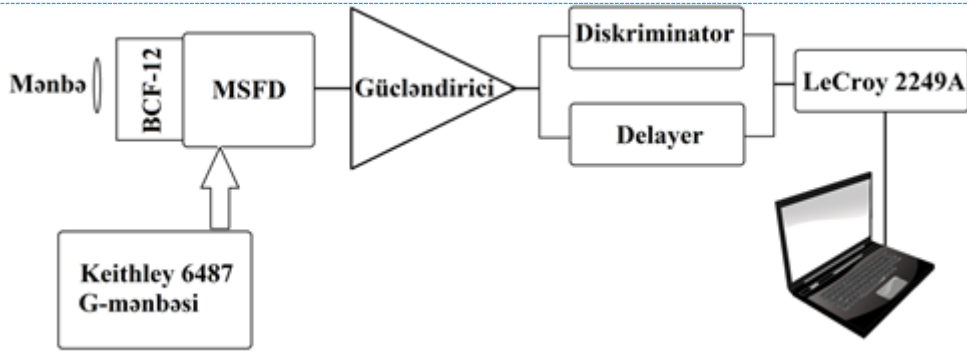 Mənbə
BCF-12
MSFD
Gücləndirici
Diskriminator
Delayer
LeCroy 2249A
Keithley 6487
G-mənbəsi